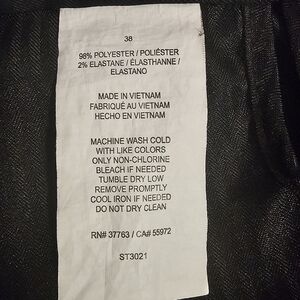 38
98% POLYESTER / POLIÉSTER
2% ELASTANE / ÉLASTHANNE /
ELASTANO
MADE IN VIETNAM
FABRIQUÉ AU VIETNAM
HECHO EN VIETNAM
MACHINE WASH COLD
WITH LIKE COLORS
ONLY NON-CHLORINE
BLEACH IF NEEDED
TUMBLE DRY LOW
REMOVE PROMPTLY
COOL IRON IF NEEDED
DO NOT DRY CLEAN
RN# 37763 / CA# 55972
ST3021